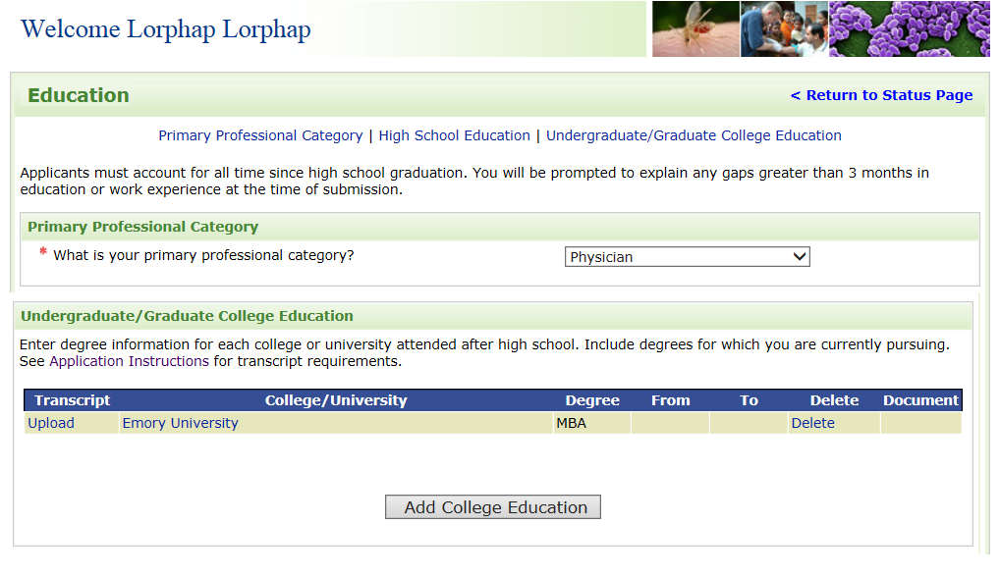 Welcome Lorphap Lorphap
Education
< Return to Status Page
Primary Professional Category | High School Education | Undergraduate/Graduate College Education
Applicants must account for all time since high school graduation. You will be prompted to explain any gaps greater than 3 months in
education or work experience at the time of submission.
Primary Professional Category
* What is your primary professional category? Physician
Undergraduate/Graduate College Education
Enter degree information for each college or university attended after high school. Include degrees for which you are currently pursuing.
See Application Instructions for transcript requirements.
Transcript College/University Degree From To Delete Document
Upload Emory University MBA Delete
Add College Education